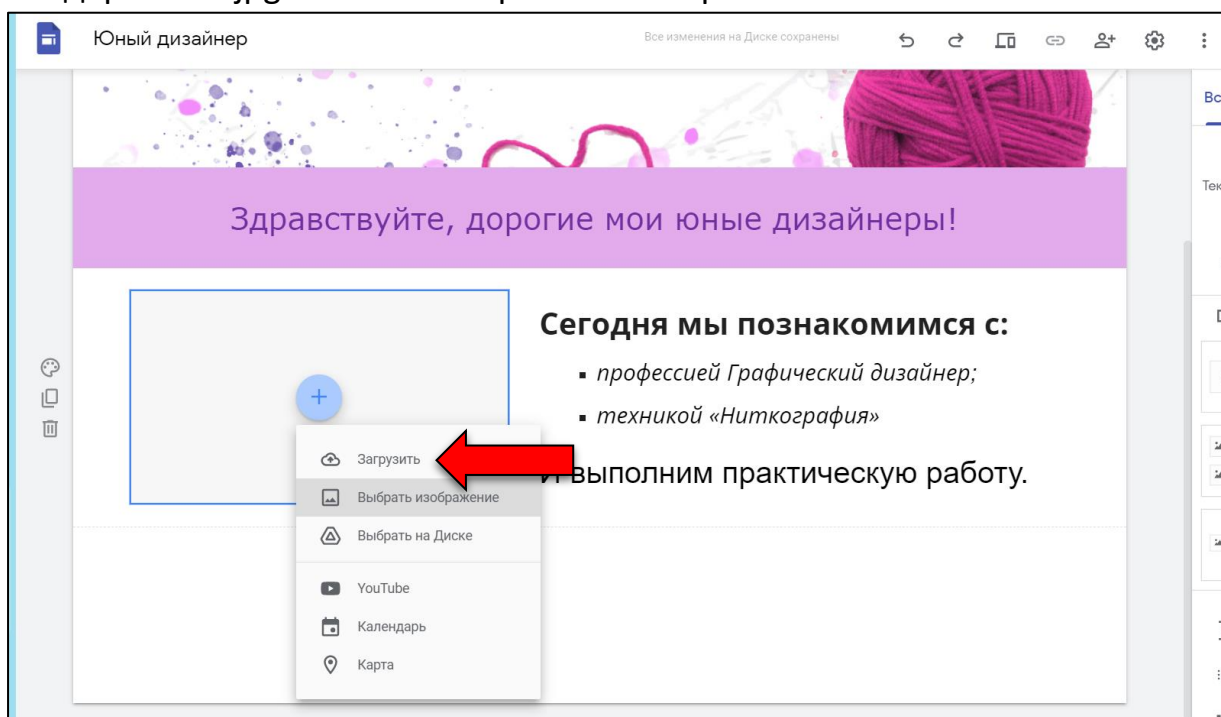 Юный дизайнер
Все изменения на Диске сохранены
Здравствуйте, дорогие мои юные дизайнеры!
Сегодня мы познакомимся с:
▪ профессией Графический дизайнер;
▪ техникой «Ниткография»
выполним практическую работу.
Загрузить
Выбрать изображение
Выбрать на Диске
YouTube
Календарь
Карта